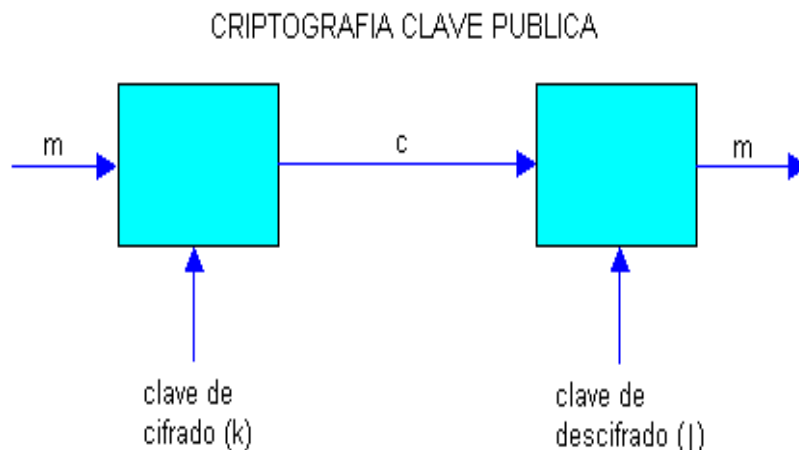 CRIPTOGRAFIA CLAVE PUBLICA
m
c
m
clave de
cifrado (k)
clave de
descifrado (j)